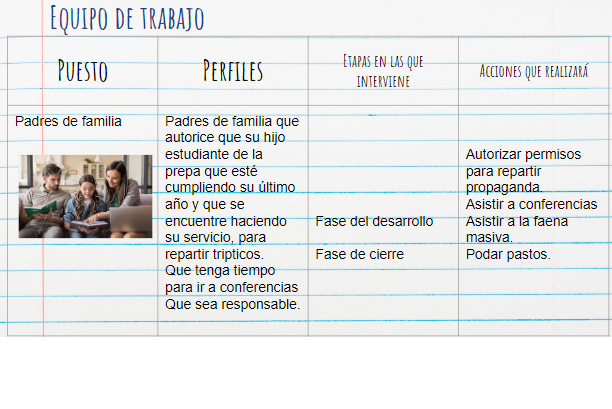 Equipo de trabajo
Puesto
Perfiles
Etapas en las que
interviene
Acciones que realizará
Padres de familia
Padres de familia que
autorice que su hijo
estudiante de la
prepa que esté
cumpliendo su último
año y que se
encuentre haciendo
su servicio, para
repartir tripticos.
Que tenga tiempo
para ir a conferencias
Que sea responsable.
Fase del desarrollo
Fase de cierre
Autorizar permisos
para repartir
propaganda.
Asistir a conferencias
Asistir a la faena
masiva.
Podar pastos.